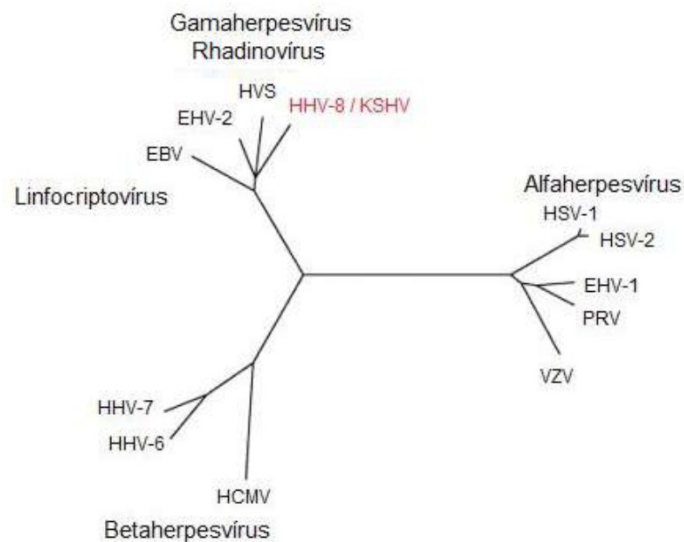 Gamaherpesvírus
Rhadinovírus
HVS
HHV-8 / KSHV
EHV-2
EBV
Linfocriptovírus
Alfaherpesvírus
HSV-1
HSV-2
EHV-1
PRV
VZV
HHV-7
HHV-6
HCMV
Betaherpesvírus